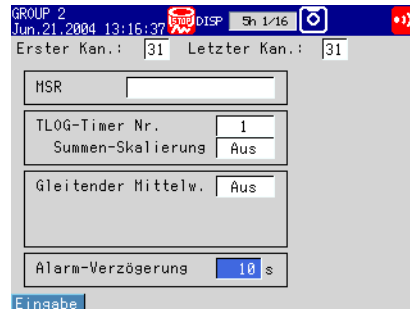 GROUP 2
Jun.21.2004 13:16:37 STOP DISP 5h 1/16
Erster Kan.: 31 Letzter Kan.: 31
MSR
TLOG-Timer Nr. 1
Summen-Skalierung Aus
Gleitender Mittelw. Aus
Alarm-Verzögerung 10 s
Eingabe